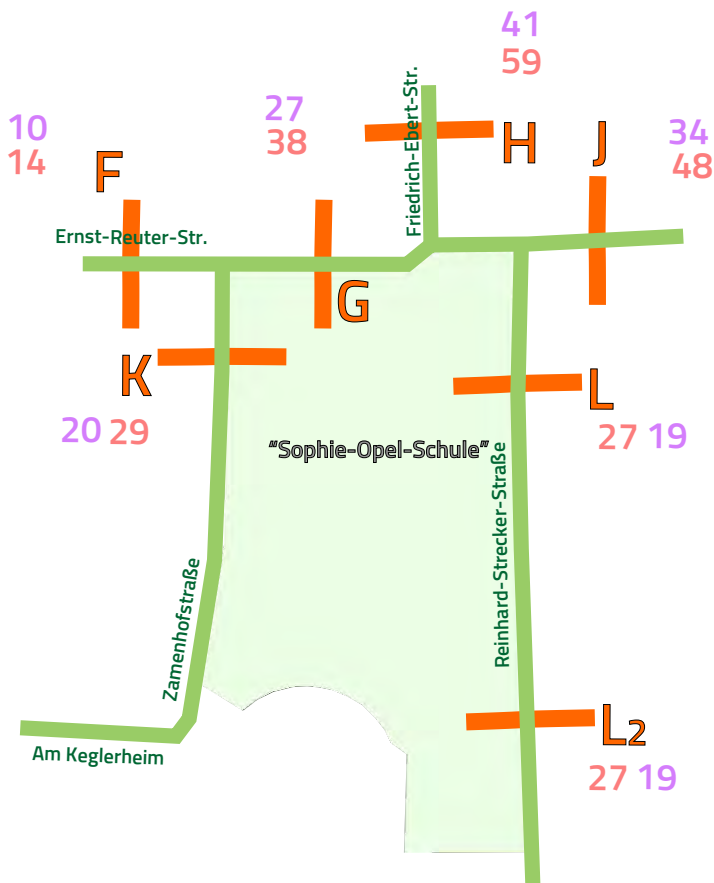 41
59
10
14
27
38
34
48
F
H
J
Friedrich-Ebert-Str.
Ernst-Reuter-Str.
G
K
L
20 29
27 19
"Sophie-Opel-Schule"
Reinhard-Strecker-Straße
Zamenhofstraße
L2
Am Keglerheim
27 19